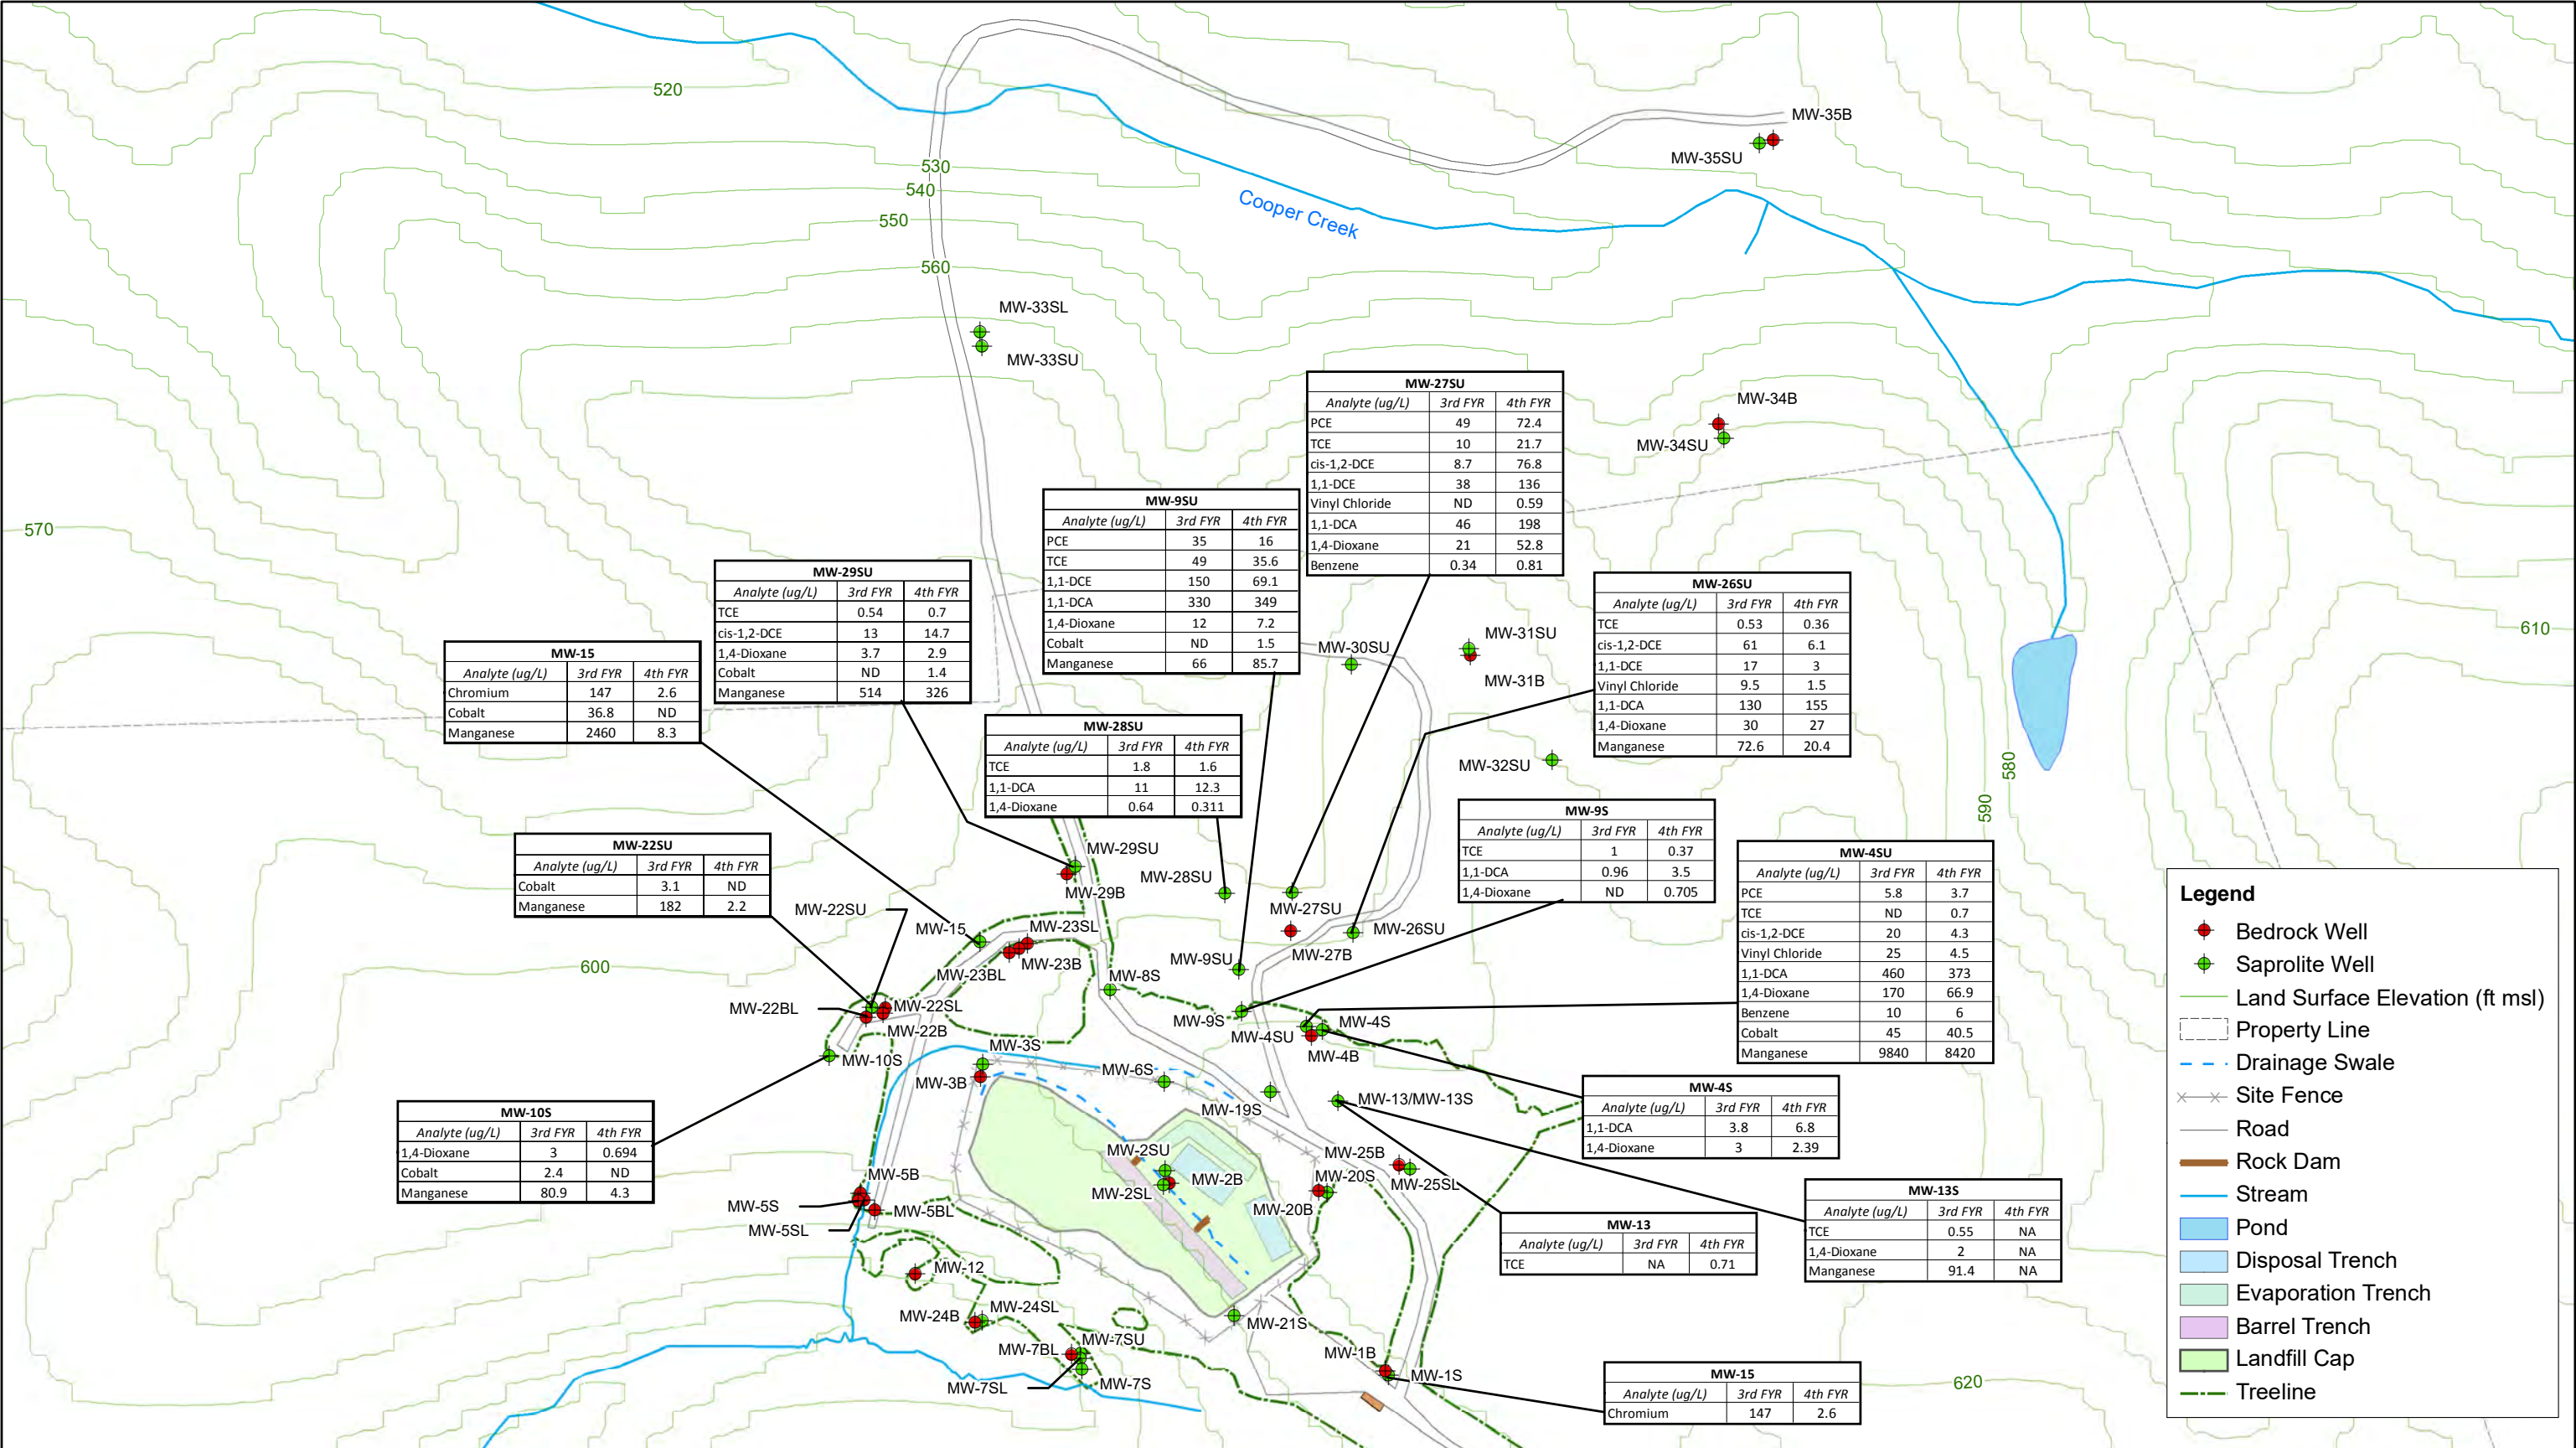 520
MW-35B
MW-35SU
530
540
550
Cooper Creek
560
MW-33SL
MW-33SU
MW-27SU
Analyte (ug/L) 3rd FYR 4th FYR
PCE 49 72.4
TCE 10 21.7
cis-1,2-DCE 8.7 76.8
1,1-DCE 38 136
Vinyl Chloride ND 0.59
1,1-DCA 46 198
1,4-Dioxane 21 52.8
Benzene 0.34 0.81
MW-34B
MW-34SU
570
MW-9SU
Analyte (ug/L) 3rd FYR 4th FYR
PCE 35 16
TCE 49 35.6
1,1-DCE 150 69.1
1,1-DCA 330 349
1,4-Dioxane 12 7.2
Cobalt ND 1.5
Manganese 66 85.7
MW-29SU
Analyte (ug/L) 3rd FYR 4th FYR
TCE 0.54 0.7
cis-1,2-DCE 13 14.7
1,4-Dioxane 3.7 2.9
Cobalt ND 1.4
Manganese 514 326
MW-26SU
Analyte (ug/L) 3rd FYR 4th FYR
TCE 0.53 0.36
cis-1,2-DCE 61 6.1
1,1-DCE 17 3
Vinyl Chloride 9.5 1.5
1,1-DCA 130 155
1,4-Dioxane 30 27
Manganese 72.6 20.4
MW-15
Analyte (ug/L) 3rd FYR 4th FYR
Chromium 147 2.6
Cobalt 36.8 ND
Manganese 2460 8.3
MW-30SU
MW-31SU
MW-31B
610
MW-28SU
Analyte (ug/L) 3rd FYR 4th FYR
TCE 1.8 1.6
1,1-DCA 11 12.3
1,4-Dioxane 0.64 0.311
MW-32SU
580
590
MW-9S
Analyte (ug/L) 3rd FYR 4th FYR
TCE 1 0.37
1,1-DCA 0.96 3.5
1,4-Dioxane ND 0.705
MW-22SU
Analyte (ug/L) 3rd FYR 4th FYR
Cobalt 3.1 ND
Manganese 182 2.2
MW-4SU
Analyte (ug/L) 3rd FYR 4th FYR
PCE 5.8 3.7
TCE ND 0.7
cis-1,2-DCE 20 4.3
Vinyl Chloride 25 4.5
1,1-DCA 460 373
1,4-Dioxane 170 66.9
Benzene 10 6
Cobalt 45 40.5
Manganese 9840 8420
MW-29SU
MW-28SU
MW-29B
MW-22SU
MW-27SU
MW-15
MW-23SL
MW-26SU
MW-27B
MW-9SU
MW-23B
MW-23BL
600
MW-8S
MW-22BL
MW-22SL
MW-22B
MW-9S
MW-4S
MW-4SU
MW-4B
MW-10S
MW-3S
MW-3B
MW-6S
MW-19S
MW-13/MW-13S
MW-4S
Analyte (ug/L) 3rd FYR 4th FYR
1,1-DCA 3.8 6.8
1,4-Dioxane 3 2.39
MW-10S
Analyte (ug/L) 3rd FYR 4th FYR
1,4-Dioxane 3 0.694
Cobalt 2.4 ND
Manganese 80.9 4.3
MW-2SU
MW-2B
MW-2SL
MW-25B
MW-20S
MW-25SL
MW-20B
MW-5B
MW-5S
MW-5BL
MW-5SL
MW-13S
Analyte (ug/L) 3rd FYR 4th FYR
TCE 0.55 NA
1,4-Dioxane 2 NA
Manganese 91.4 NA
MW-13
Analyte (ug/L) 3rd FYR 4th FYR
TCE NA 0.71
MW-12
MW-24SL
MW-24B
MW-21S
MW-7SU
MW-7BL
MW-7SL
MW-7S
MW-1B
MW-1S
MW-15
Analyte (ug/L) 3rd FYR 4th FYR
Chromium 147 2.6
620
Legend
Bedrock Well
Saprolite Well
Land Surface Elevation (ft msl)
Property Line
Drainage Swale
Site Fence
Road
Rock Dam
Stream
Pond
Disposal Trench
Evaporation Trench
Barrel Trench
Landfill Cap
Treeline